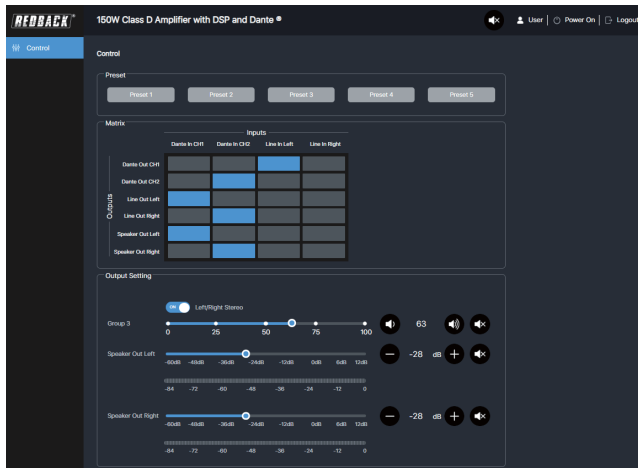 REDBACK®
150W Class D Amplifier with DSP and Dante ®
User
Power On
Logout
Control
Control
Preset
Preset 1 Preset 2 Preset 3 Preset 4 Preset 5
Matrix
Inputs
Dante In CH1 Dante In CH2 Line In Left Line In Right
Outputs
Dante Out CH1
Dante Out CH2
Line Out Left
Line Out Right
Speaker Out Left
Speaker Out Right
Output Setting
ON Left/Right Stereo
Group 3 63
0 25 50 75 100
Speaker Out Left -28 dB
-60dB -48dB -36dB -24dB -12dB 0dB 6dB 12dB
-84 -72 -60 -48 -36 -24 -12 0
Speaker Out Right -28 dB
-60dB -48dB -36dB -24dB -12dB 0dB 6dB 12dB
-84 -72 -60 -48 -36 -24 -12 0